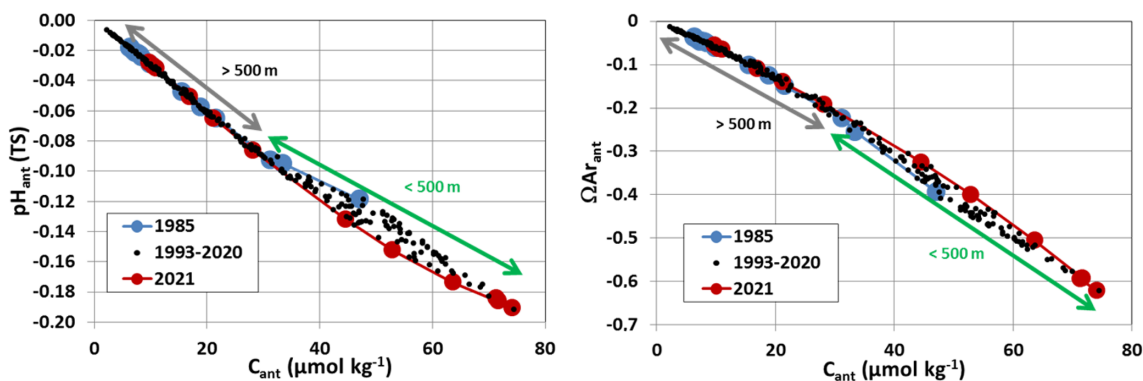 0.00
-0.02
-0.04
-0.06
-0.08
-0.10
-0.12
-0.14
-0.16
-0.18
-0.20
pHant (TS)
> 500 m
< 500 m
1985
1993-2020
2021
0 20 40 60 80
Cant (µmol kg-1)
0
-0.1
-0.2
-0.3
-0.4
-0.5
-0.6
-0.7
ΩArant
> 500 m
< 500 m
1985
1993-2020
2021
0 20 40 60 80
Cant (µmol kg-1)